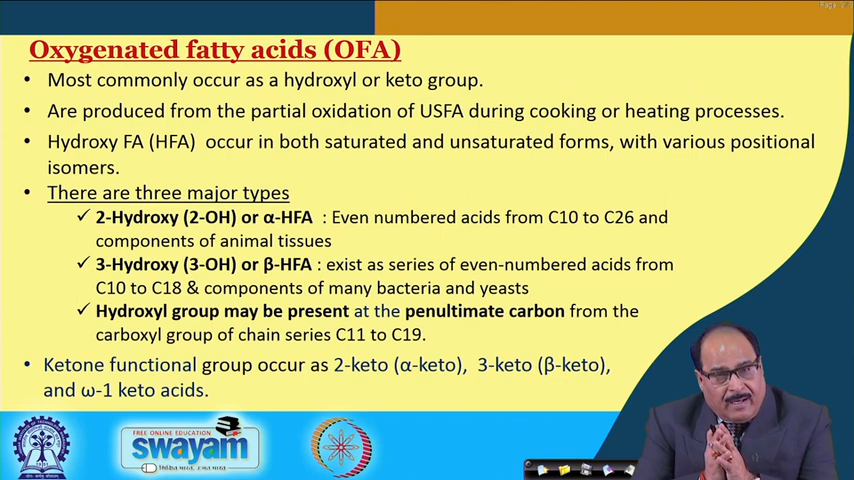 Oxygenated fatty acids (OFA)
• Most commonly occur as a hydroxyl or keto group.
• Are produced from the partial oxidation of USFA during cooking or heating processes.
• Hydroxy FA (HFA) occur in both saturated and unsaturated forms, with various positional
isomers.
• There are three major types
✓ 2-Hydroxy (2-OH) or α-HFA : Even numbered acids from C10 to C26 and
components of animal tissues
✓ 3-Hydroxy (3-OH) or β-HFA : exist as series of even-numbered acids from
C10 to C18 & components of many bacteria and yeasts
✓ Hydroxyl group may be present at the penultimate carbon from the
carboxyl group of chain series C11 to C19.
• Ketone functional group occur as 2-keto (α-keto), 3-keto (β-keto),
and ω-1 keto acids.
FREE ONLINE EDUCATION
swayam
शिक्षित भारत, उन्नत भारत